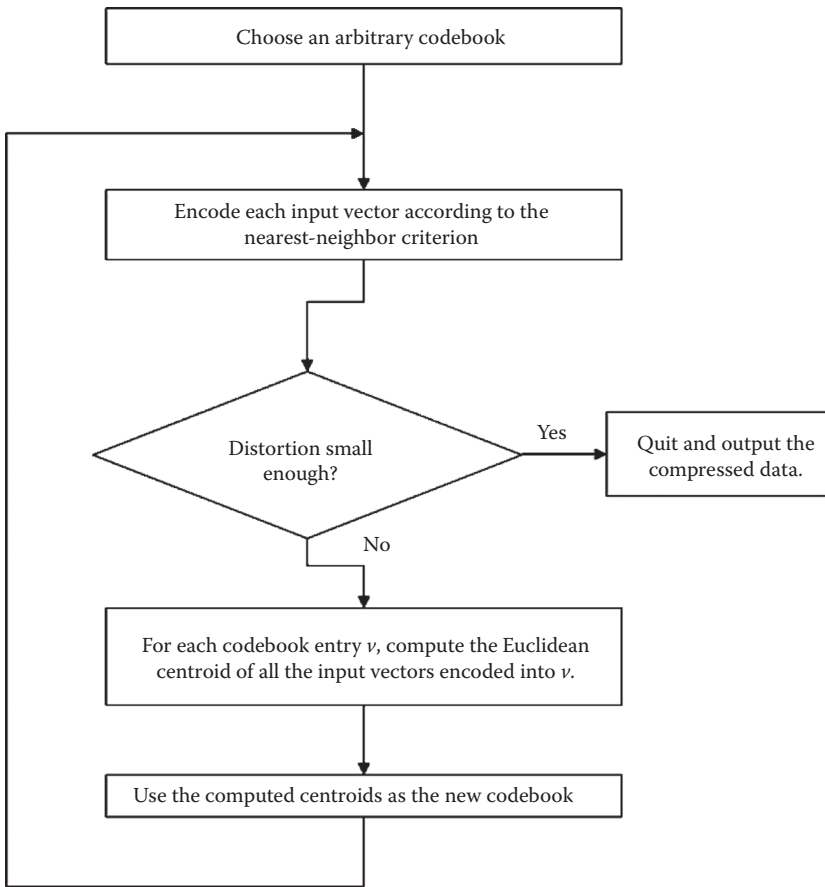 Choose an arbitrary codebook
Encode each input vector according to the
nearest-neighbor criterion
Distortion small
enough?
Yes
Quit and output the
compressed data.
No
For each codebook entry v, compute the Euclidean
centroid of all the input vectors encoded into v.
Use the computed centroids as the new codebook